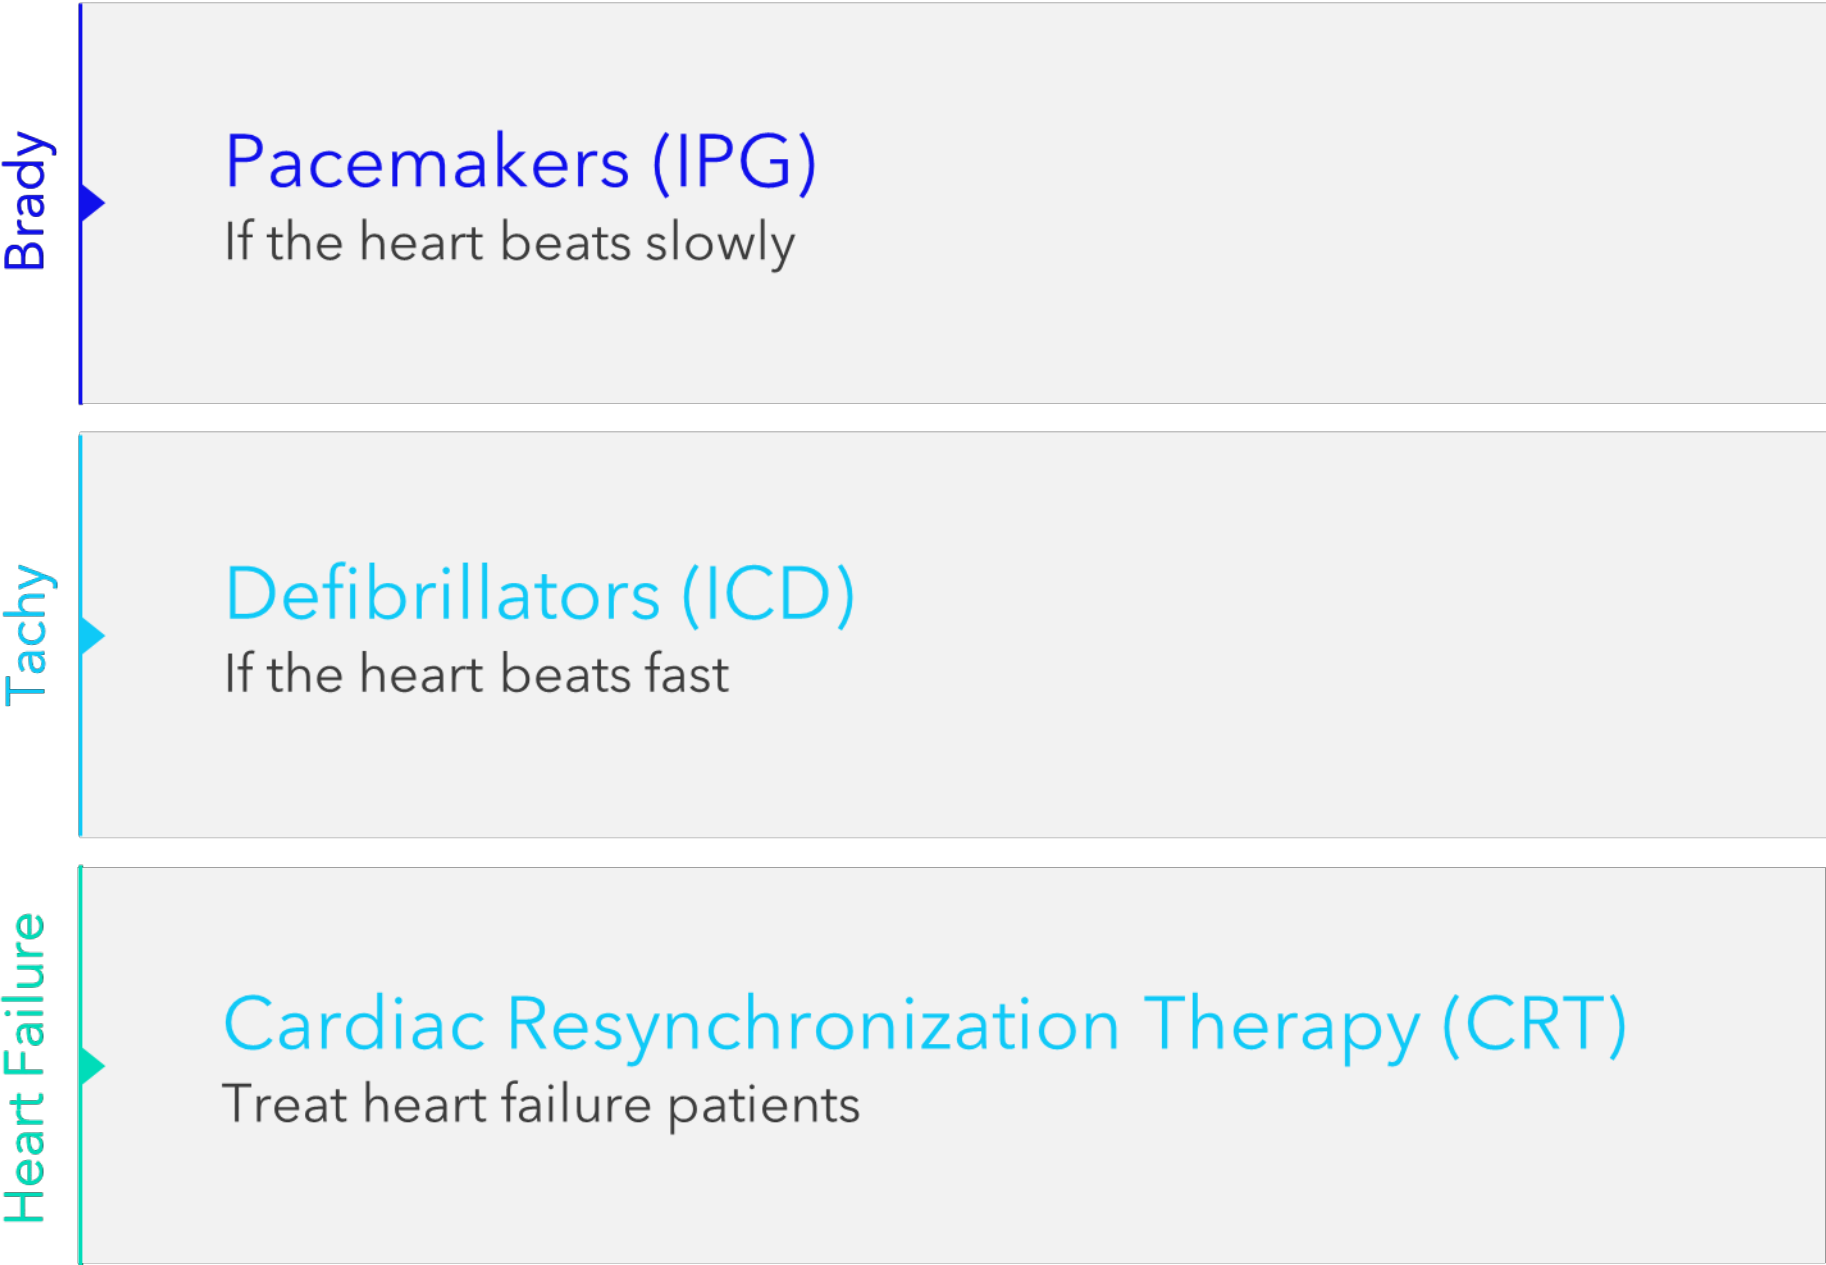 Brady
Pacemakers (IPG)
If the heart beats slowly
Tachy
Defibrillators (ICD)
If the heart beats fast
Heart Failure
Cardiac Resynchronization Therapy (CRT)
Treat heart failure patients